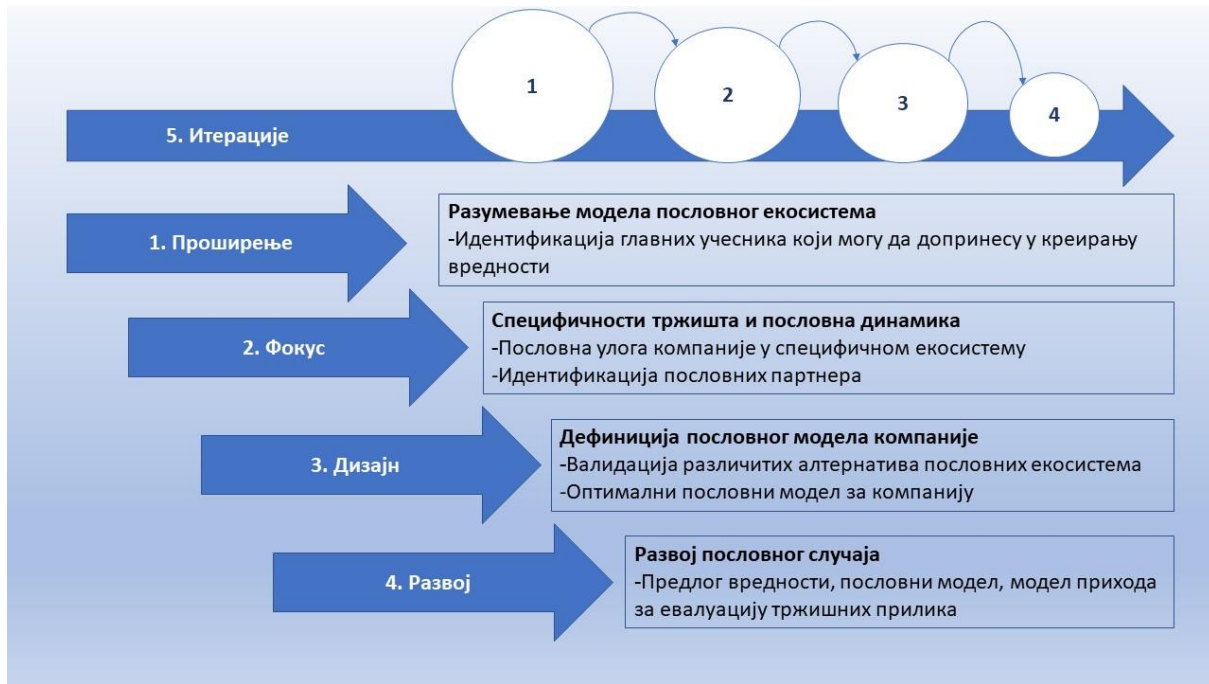 1
2
3
4
5. Итерације
1. Проширење
Разумевање модела пословног екосистема
-Идентификација главних учесника који могу да допринесу у креирању
вредности
2. Фокус
Специфичности тржишта и пословна динамика
-Пословна улога компаније у специфичном екосистему
-Идентификација пословних партнера
3. Дизајн
Дефиниција пословног модела компаније
-Валидација различитих алтернатива пословних екосистема
-Оптимални пословни модел за компанију
4. Развој
Развој пословног случаја
-Предлог вредности, пословни модел, модел прихода
за евалуацију тржишних прилика